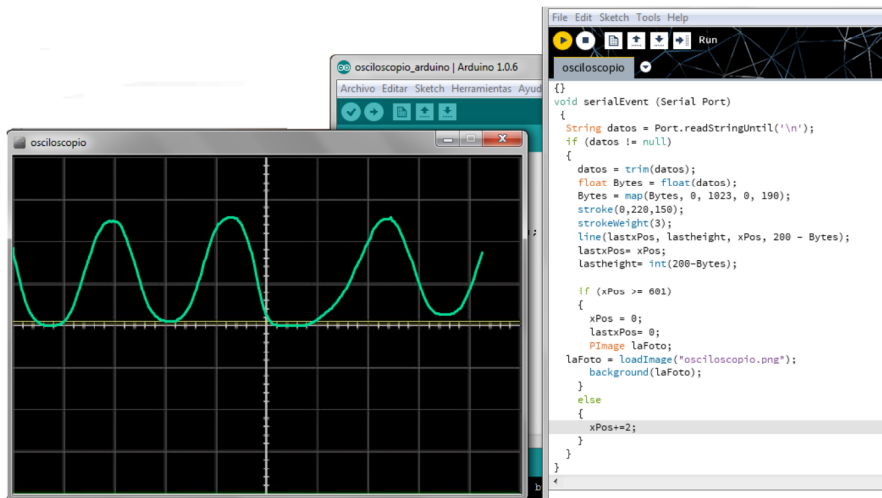 File Edit Sketch Tools Help
Run
osciloscopio
{}
void serialEvent (Serial Port)
{
String datos = Port.readStringUntil('\n');
if (datos != null)
{
datos = trim(datos);
float Bytes = float(datos);
Bytes = map(Bytes, 0, 1023, 0, 190);
stroke(0,220,150);
strokeWeight(3);
line(lastxPos, lastheight, xPos, 200 - Bytes);
lastxPos= xPos;
lastheight= int(200-Bytes);
if (xPos >= 601)
{
xPos = 0;
lastxPos= 0;
PImage laFoto;
laFoto = loadImage("osciloscopio.png");
background(laFoto);
}
else
{
xPos+=2;
}
}
}
osciloscopio_arduino | Arduino 1.0.6
Archivo Editar Sketch Herramientas Ayud
;
b
osciloscopio